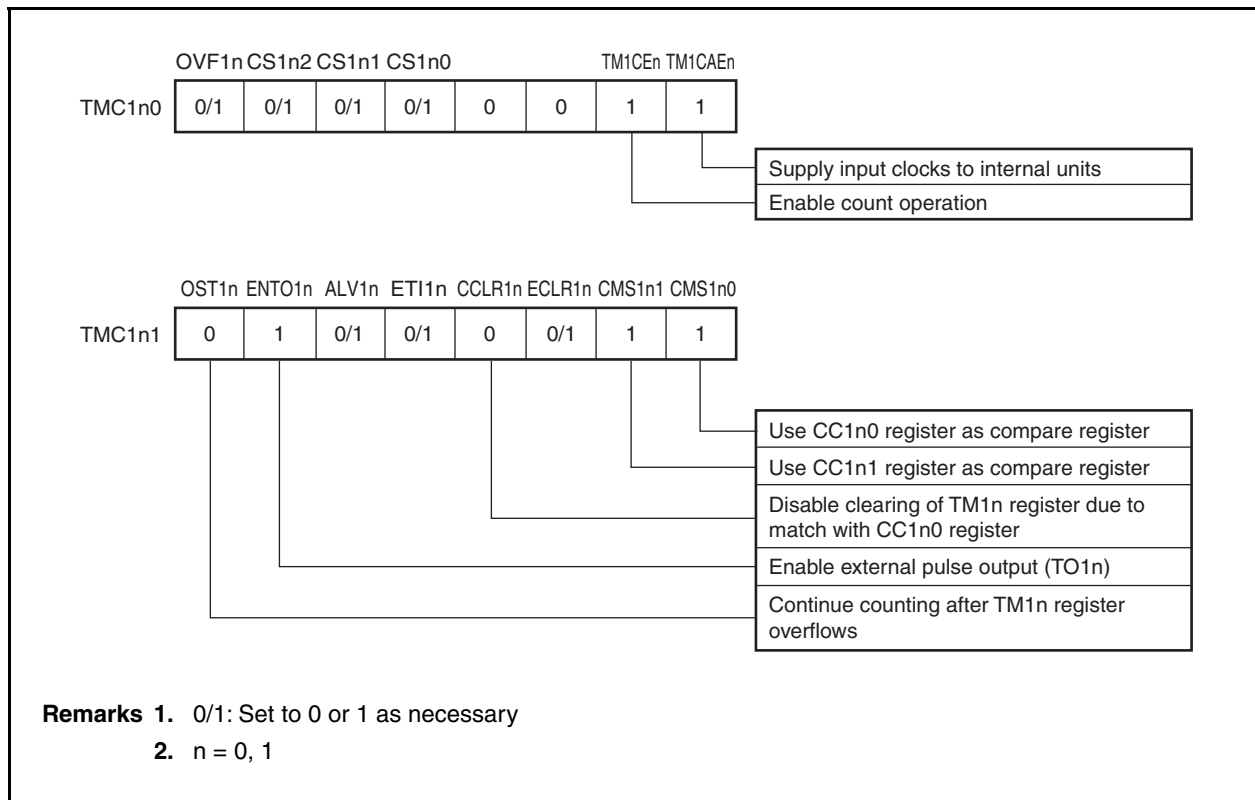 OVF1n CS1n2 CS1n1 CS1n0 TM1CEn TM1CAEn
TMC1n0 0/1 0/1 0/1 0/1 0 0 1 1
Supply input clocks to internal units
Enable count operation
OST1n ENTO1n ALV1n ETI1n CCLR1n ECLR1n CMS1n1 CMS1n0
TMC1n1 0 1 0/1 0/1 0 0/1 1 1
Use CC1n0 register as compare register
Use CC1n1 register as compare register
Disable clearing of TM1n register due to
match with CC1n0 register
Enable external pulse output (TO1n)
Continue counting after TM1n register
overflows
Remarks 1. 0/1: Set to 0 or 1 as necessary
2. n = 0, 1